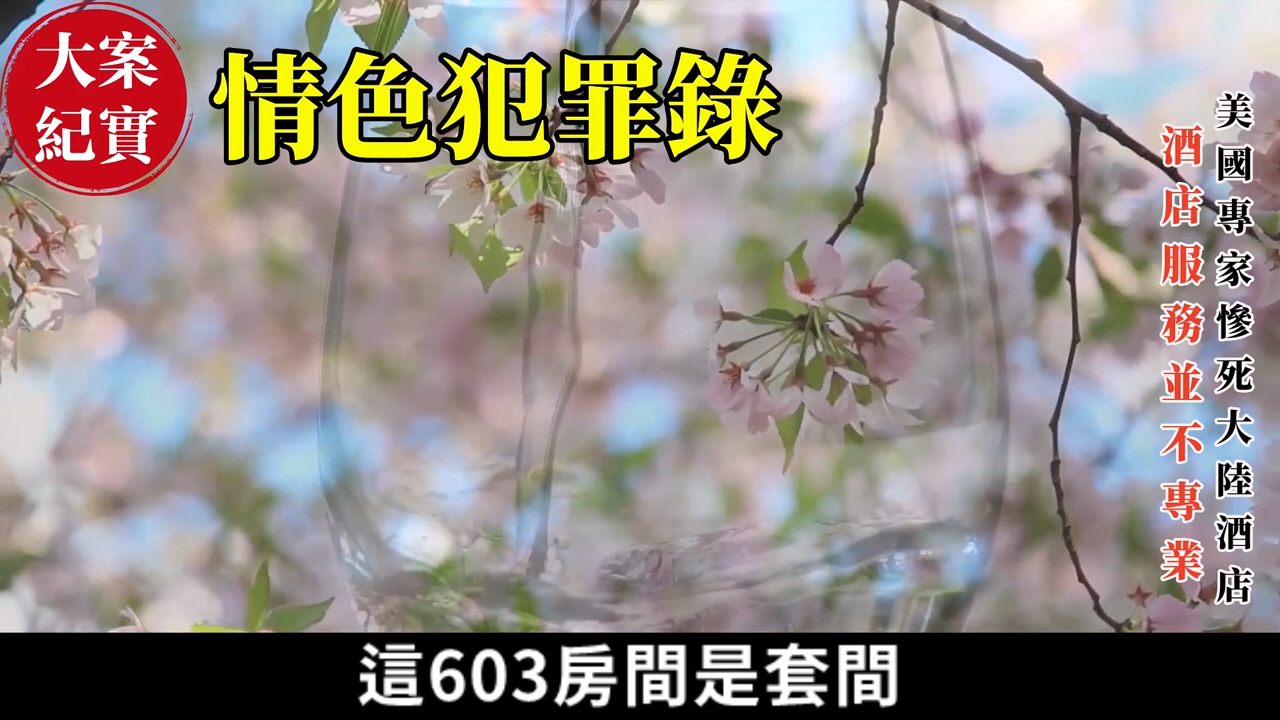 大案
紀實
情色犯罪錄
美國專家慘死大陸酒店
酒店服務並不專業
這603房間是套間